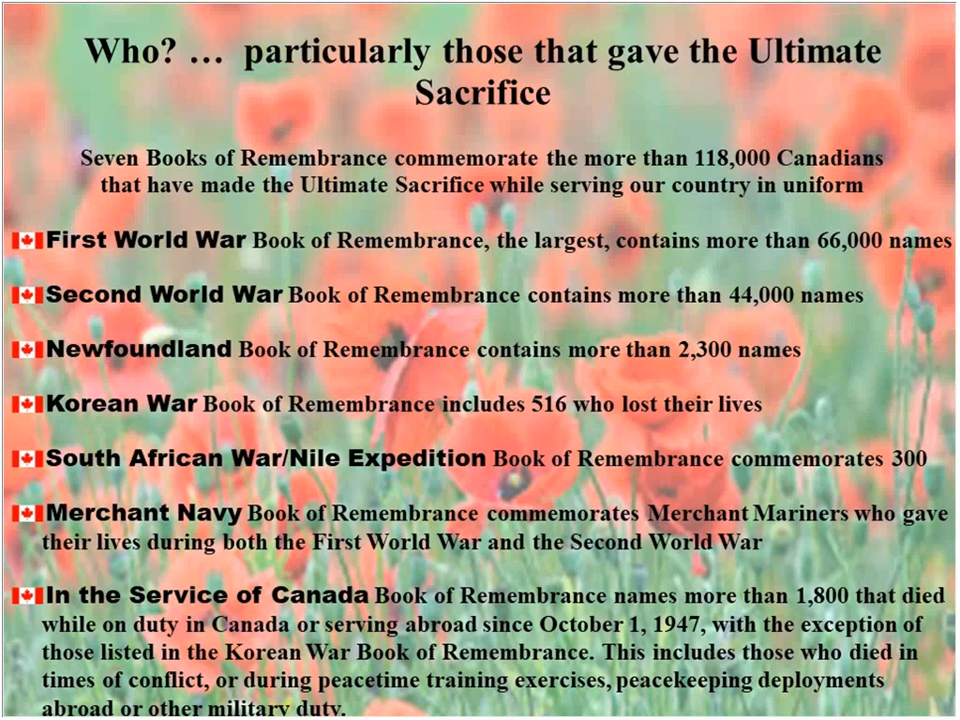 Who? … particularly those that gave the Ultimate
Sacrifice
Seven Books of Remembrance commemorate the more than 118,000 Canadians
that have made the Ultimate Sacrifice while serving our country in uniform
First World War Book of Remembrance, the largest, contains more than 66,000 names
Second World War Book of Remembrance contains more than 44,000 names
Newfoundland Book of Remembrance contains more than 2,300 names
Korean War Book of Remembrance includes 516 who lost their lives
South African War/Nile Expedition Book of Remembrance commemorates 300
Merchant Navy Book of Remembrance commemorates Merchant Mariners who gave
their lives during both the First World War and the Second World War
In the Service of Canada Book of Remembrance names more than 1,800 that died
while on duty in Canada or serving abroad since October 1, 1947, with the exception of
those listed in the Korean War Book of Remembrance. This includes those who died in
times of conflict, or during peacetime training exercises, peacekeeping deployments
abroad or other military duty.